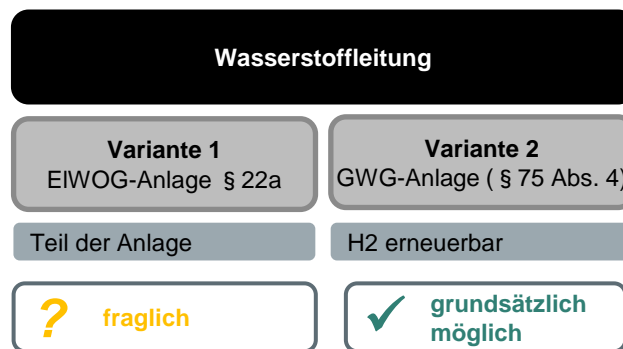 Wasserstoffleitung
Variante 1
ElWOG-Anlage § 22a
Variante 2
GWG-Anlage ( § 75 Abs. 4)
Teil der Anlage
H2 erneuerbar
? fraglich
✓ grundsätzlich
möglich